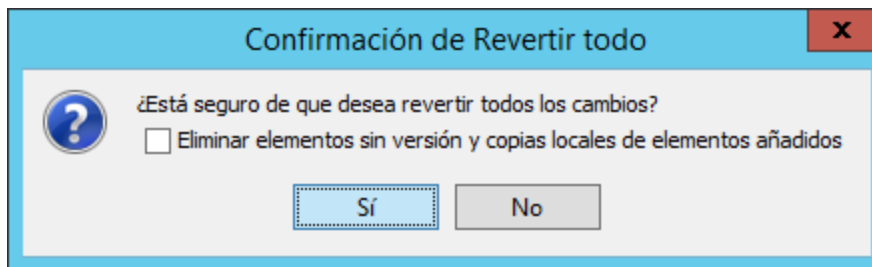 Confirmación de Revertir todo
x
?
¿Está seguro de que desea revertir todos los cambios?
Eliminar elementos sin versión y copias locales de elementos añadidos
Sí No